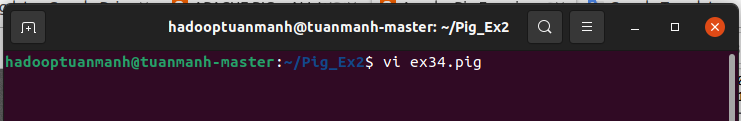 hadooptuanmanh@tuanmanh-master: ~/Pig_Ex2
hadooptuanmanh@tuanmanh-master:~/Pig_Ex2$ vi ex34.pig